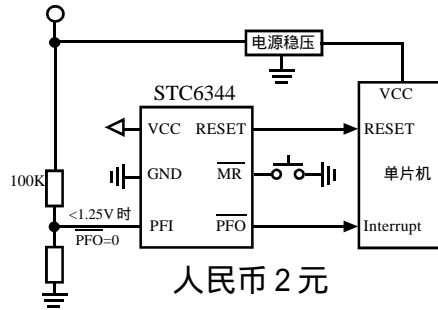 电源稳压
STC6344
VCC
VCC RESET
RESET
100K
GND MR
单片机
<1.25V 时
PFO=0
PFI PFO
Interrupt
人民币 2 元